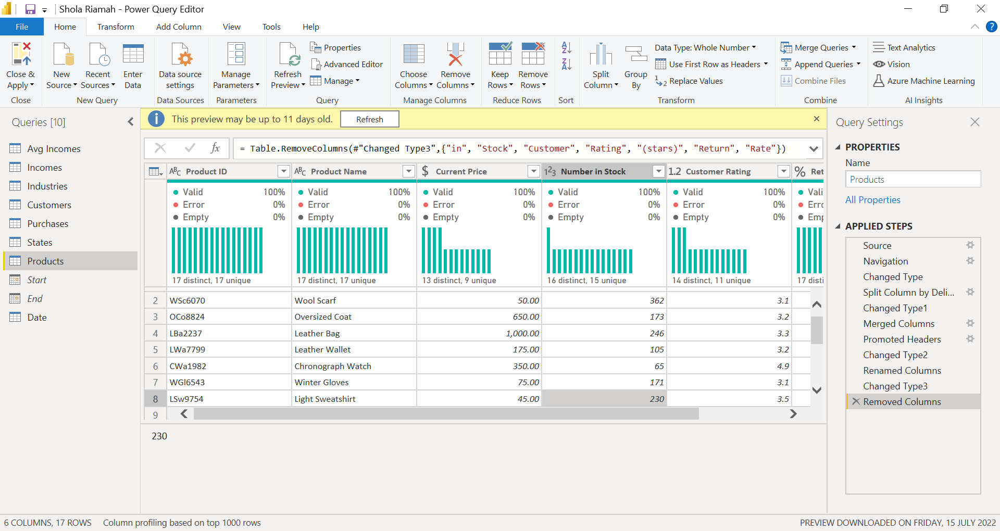 Shola Riamah - Power Query Editor
File Home Transform Add Column View Tools Help
Close & Apply
Close
New Source
Recent Sources
Enter Data
New Query
Data source settings
Data Sources
Manage Parameters
Parameters
Refresh Preview
Properties
Advanced Editor
Manage
Query
Choose Columns
Remove Columns
Manage Columns
Keep Rows
Remove Rows
Reduce Rows
Sort
Split Column
Group By
Data Type: Whole Number
Use First Row as Headers
Replace Values
Transform
Merge Queries
Append Queries
Combine Files
Combine
Text Analytics
Vision
Azure Machine Learning
AI Insights
Queries [10]
Avg Incomes
Incomes
Industries
Customers
Purchases
States
Products
Start
End
Date
This preview may be up to 11 days old. Refresh
fx = Table.RemoveColumns(#"Changed Type3",{"in", "Stock", "Customer", "Rating", "(stars)", "Return", "Rate"})
ABC Product ID ABC Product Name $ Current Price 123 Number in Stock 1.2 Customer Rating % Ret
Valid 100% Valid 100% Valid 100% Valid 100% Valid 100% Vali
Error 0% Error 0% Error 0% Error 0% Error 0% Erro
Empty 0% Empty 0% Empty 0% Empty 0% Empty 0% Emp
17 distinct, 17 unique 17 distinct, 17 unique 13 distinct, 9 unique 16 distinct, 15 unique 14 distinct, 11 unique 17 disti
2 WSc6070 Wool Scarf 50.00 362 3.1
3 OCo8824 Oversized Coat 650.00 173 3.2
4 LBa2237 Leather Bag 1,000.00 246 3.3
5 LWa7799 Leather Wallet 175.00 105 3.2
6 CWa1982 Chronograph Watch 350.00 65 4.9
7 WGl6543 Winter Gloves 75.00 171 3.1
8 LSw9754 Light Sweatshirt 45.00 230 3.5
9
230
Query Settings
PROPERTIES
Name
Products
All Properties
APPLIED STEPS
Source
Navigation
Changed Type
Split Column by Deli...
Changed Type1
Merged Columns
Promoted Headers
Changed Type2
Renamed Columns
Changed Type3
Removed Columns
6 COLUMNS, 17 ROWS Column profiling based on top 1000 rows PREVIEW DOWNLOADED ON FRIDAY, 15 JULY 2022